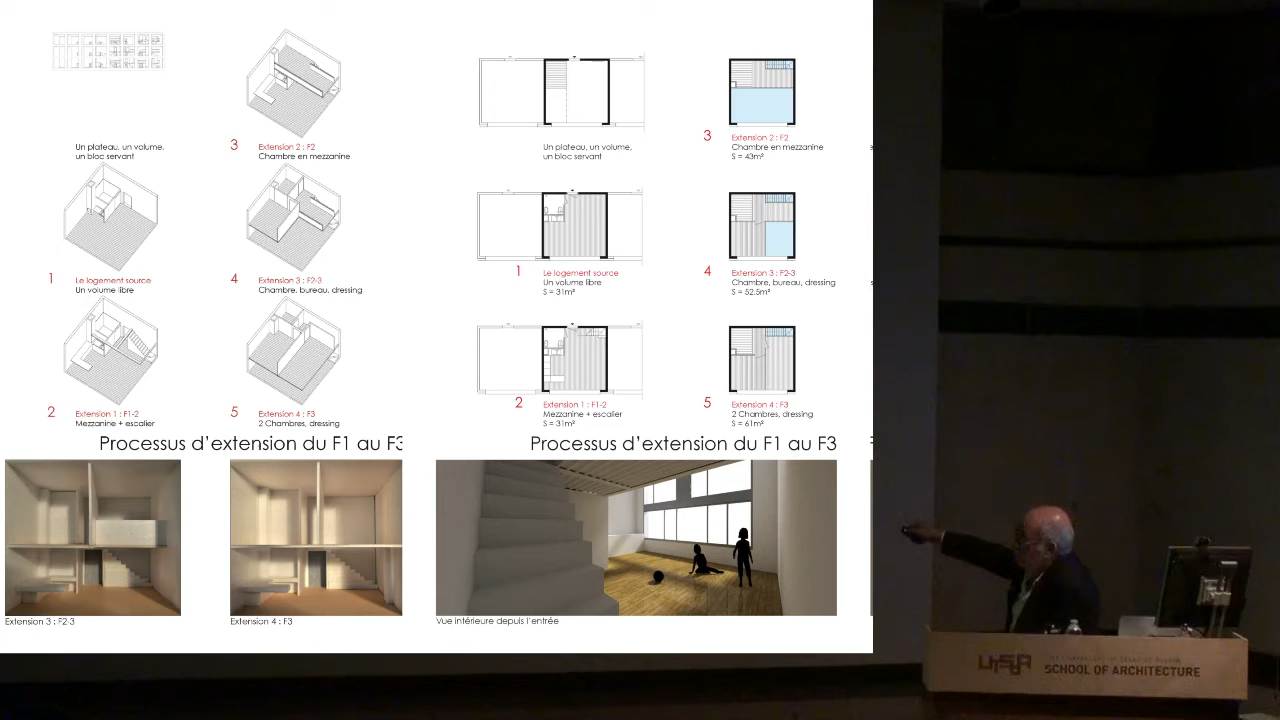 Un plateau, un volume,
un bloc servant
3 Extension 2 : F2
Chambre en mezzanine
1 Le logement source
Un volume libre
4 Extension 3 : F2-3
Chambre, bureau, dressing
2 Extension 1 : F1-2
Mezzanine + escalier
5 Extension 4 : F3
2 Chambres, dressing
Processus d'extension du F1 au F3
Extension 3 : F2-3
Extension 4 : F3
Un plateau, un volume,
un bloc servant
3 Extension 2 : F2
Chambre en mezzanine
S = 43m²
1 Le logement source
Un volume libre
S = 31m²
4 Extension 3 : F2-3
Chambre, bureau, dressing
S = 52.5m²
2 Extension 1 : F1-2
Mezzanine + escalier
S = 31m²
5 Extension 4 : F3
2 Chambres, dressing
S = 61m²
Processus d'extension du F1 au F3
Vue intérieure depuis l'entrée
UTSOA
SCHOOL OF ARCHITECTURE